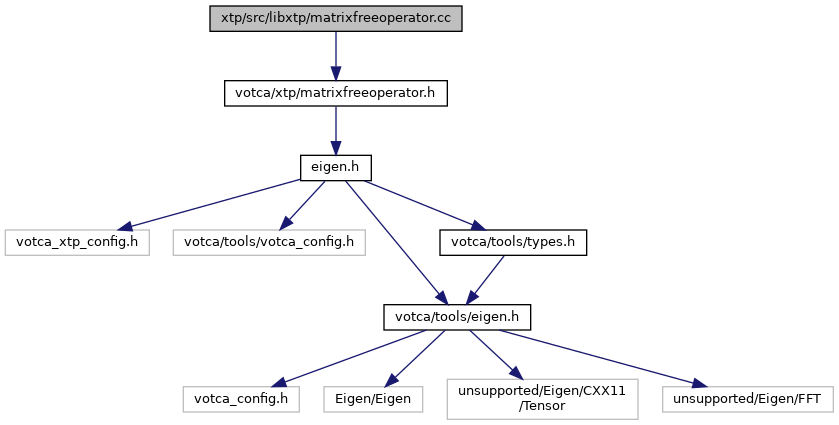 xtp/src/libxtp/matrixfreeoperator.cc
votca/xtp/matrixfreeoperator.h
eigen.h
votca_xtp_config.h
votca/tools/votca_config.h
votca/tools/types.h
votca/tools/eigen.h
votca_config.h
Eigen/Eigen
unsupported/Eigen/CXX11
/Tensor
unsupported/Eigen/FFT